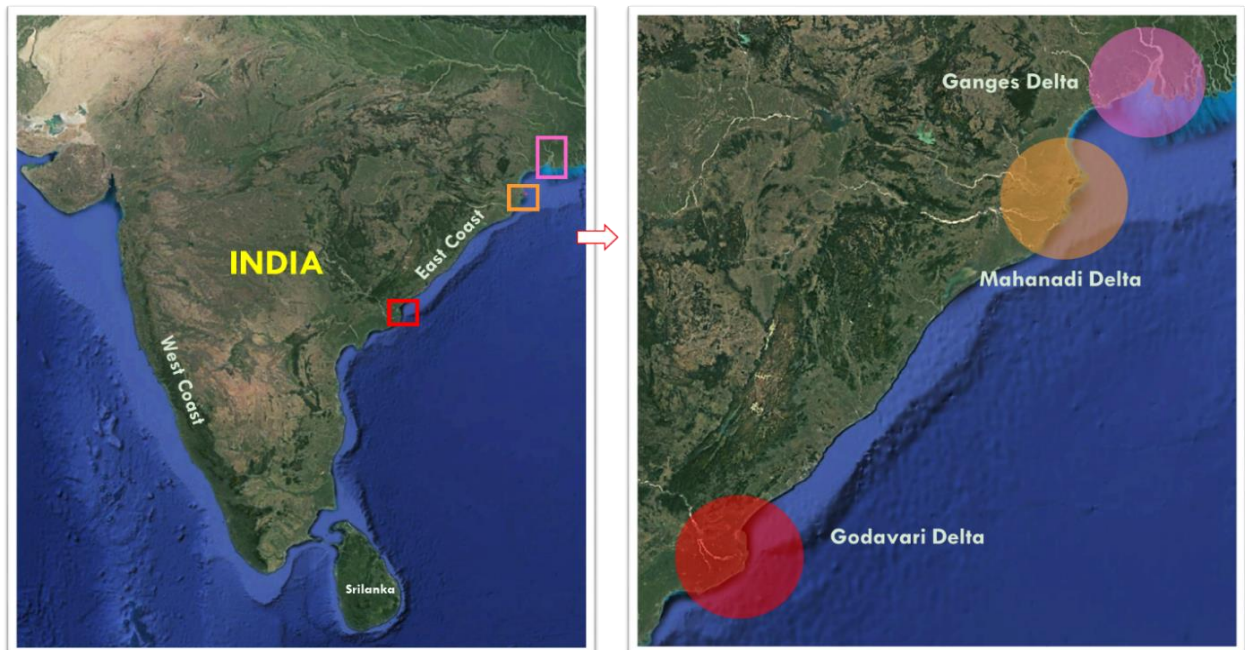 INDIA
East Coast
West Coast
Srilanka
Ganges Delta
Mahanadi Delta
Godavari Delta